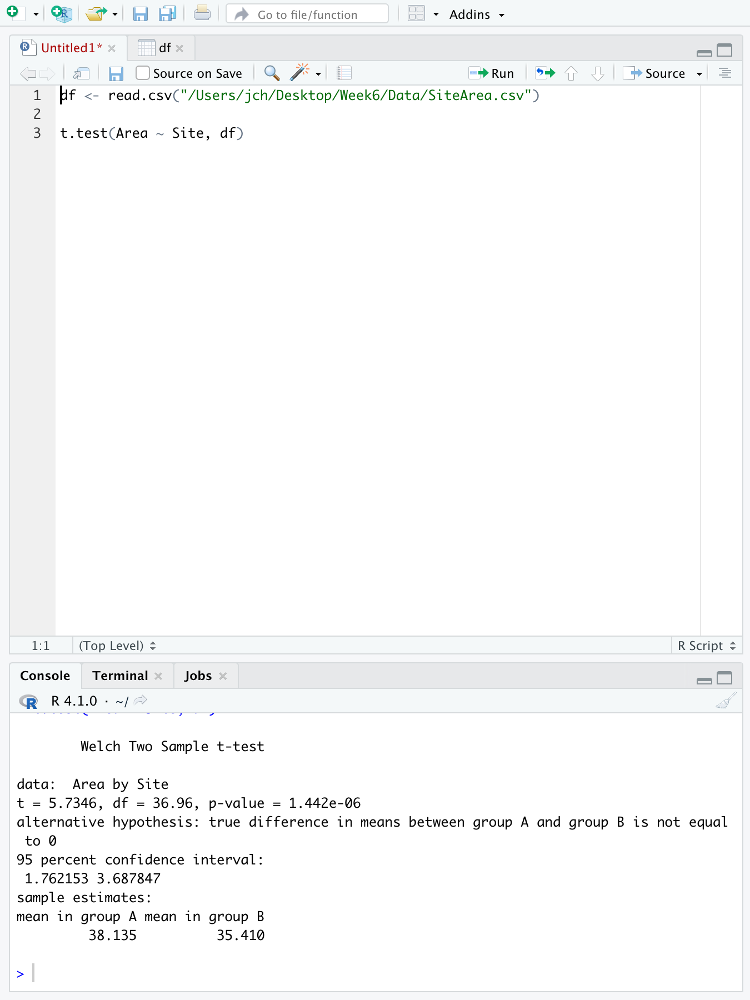 Go to file/function
Addins
Untitled1*
df
Source on Save
Run
Source
1 df <- read.csv("/Users/jch/Desktop/Week6/Data/SiteArea.csv")
2
3 t.test(Area ~ Site, df)
1:1
(Top Level)
R Script
Console
Terminal
Jobs
R 4.1.0 · ~/
Welch Two Sample t-test
data:  Area by Site
t = 5.7346, df = 36.96, p-value = 1.442e-06
alternative hypothesis: true difference in means between group A and group B is not equal
to 0
95 percent confidence interval:
1.762153 3.687847
sample estimates:
mean in group A mean in group B
38.135          35.410
>